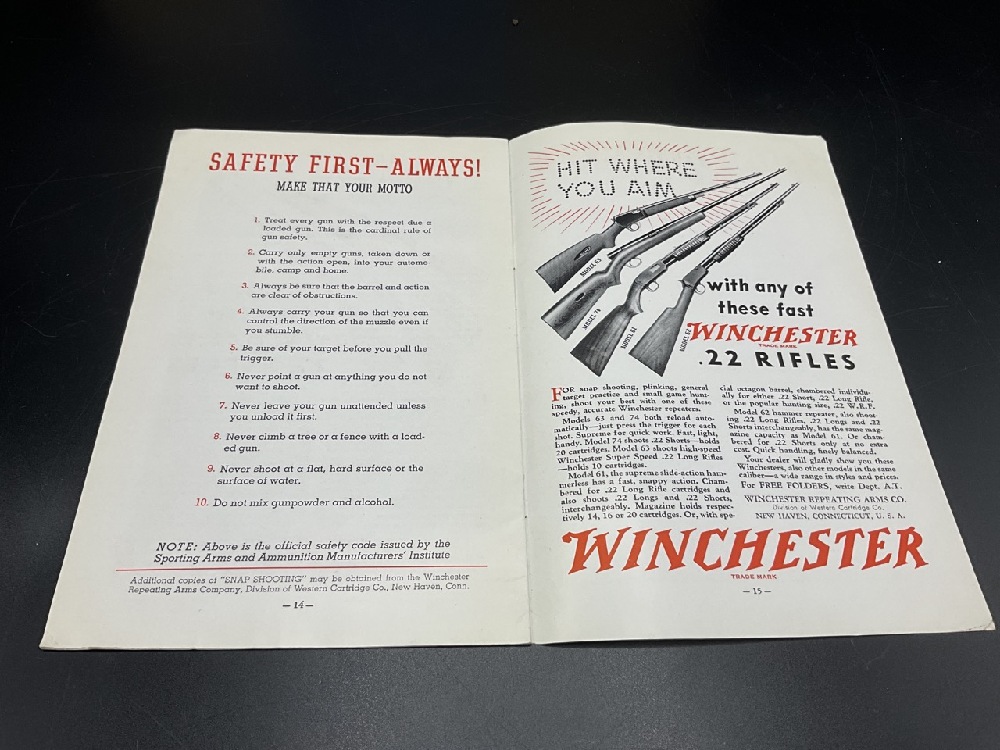 SAFETY FIRST—ALWAYS!
MAKE THAT YOUR MOTTO
1. Treat every gun with the respect due a
loaded gun. This is the cardinal rule of
gun safety.
2. Carry only empty guns, taken down or
with the action open, into your automo-
bile, camp and home.
3. Always be sure that the barrel and action
are clear of obstructions.
4. Always carry your gun so that you can
control the direction of the muzzle even if
you stumble.
5. Be sure of your target before you pull the
trigger.
6. Never point a gun at anything you do not
want to shoot.
7. Never leave your gun unattended unless
you unload it first.
8. Never climb a tree or a fence with a load-
ed gun.
9. Never shoot at a flat, hard surface or the
surface of water.
10. Do not mix gunpowder and alcohol.
NOTE: Above is the official safety code issued by the
Sporting Arms and Ammunition Manufacturers' Institute
Additional copies of "SNAP SHOOTING" may be obtained from the Winchester
Repeating Arms Company, Division of Western Cartridge Co., New Haven, Conn.
— 14 —
HIT WHERE
YOU AIM
MODEL 63
MODEL 74
MODEL 62
MODEL
with any of
these fast
WINCHESTER
TRADE MARK
.22 RIFLES
FOR snap shooting, plinking, general
target practice and small game hunt-
ing, shoot your best with one of these
speedy, accurate Winchester repeaters.
Models 63 and 74 both reload auto-
matically—just press the trigger for each
shot. Supreme for quick work. Fast, light,
handy. Model 74 shoots .22 Shorts—holds
20 cartridges. Model 63 shoots high-speed
Winchester Super Speed .22 Long Rifles
—holds 10 cartridges.
Model 61, the supreme slide-action ham-
merless has a fast, snappy action. Cham-
bered for .22 Long Rifle cartridges and
also shoots .22 Longs and .22 Shorts,
interchangeably. Magazine holds respec-
tively 14, 16 or 20 cartridges. Or, with spe-
cial octagon barrel, chambered individu-
ally for either .22 Short, .22 Long Rifle,
or the popular hunting size, .22 W.R.F.
Model 62 hammer repeater, also shoot-
ing .22 Long Rifles, .22 Longs and .22
Shorts interchangeably, has the same mag-
azine capacity as Model 61. Or cham-
bered for .22 Shorts only at no extra
cost. Quick handling, finely balanced.
Your dealer will gladly show you these
Winchesters, also other models in the same
caliber—a wide range in styles and prices.
For FREE FOLDERS, write Dept. A.T.
WINCHESTER REPEATING ARMS CO.
Division of Western Cartridge Co.
NEW HAVEN, CONNECTICUT, U. S. A.
WINCHESTER
TRADE MARK
— 15 —